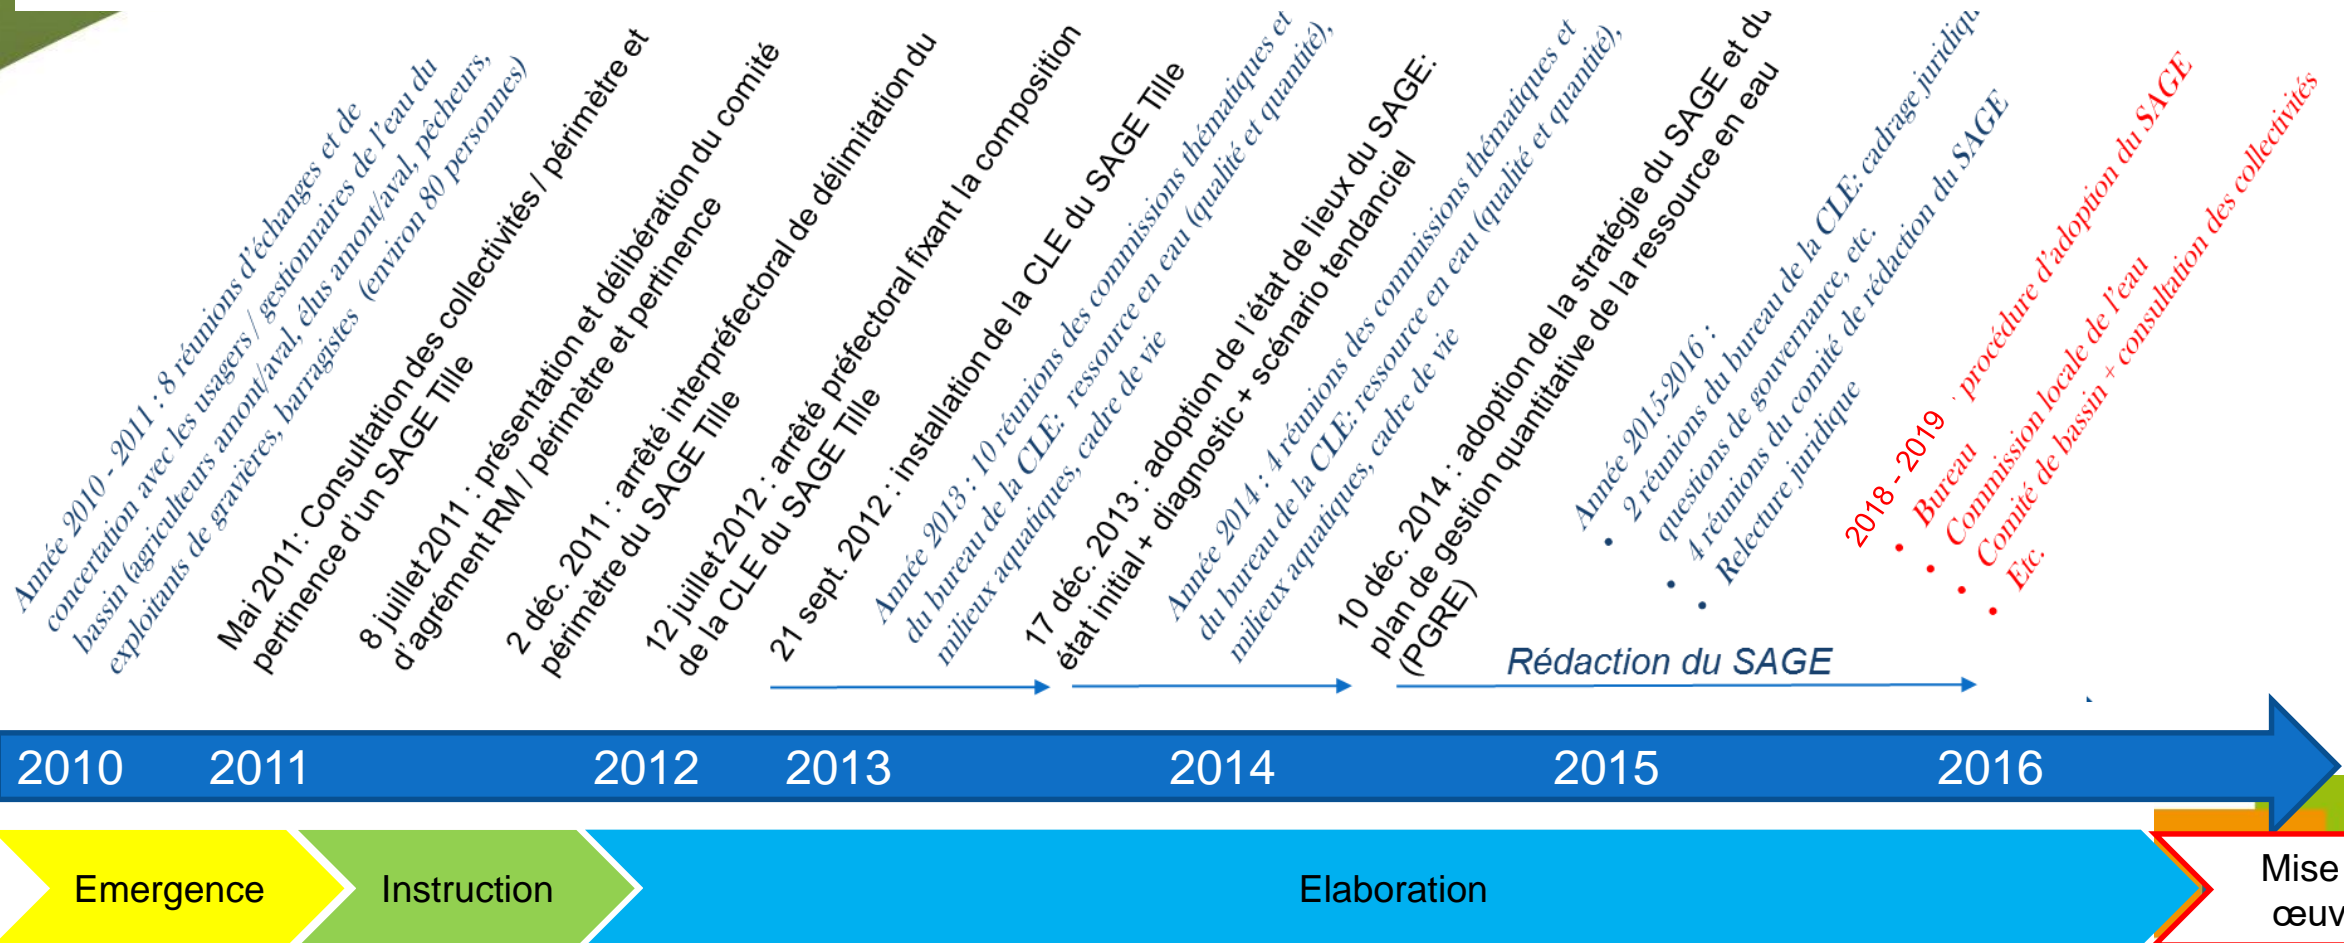 Année 2010 - 2011 : 8 réunions d'échanges et de
concertation avec les usagers / gestionnaires de l'eau du
bassin (agriculteurs amont/aval, élus amont/aval, pêcheurs,
exploitants de gravières, barragistes (environ 80 personnes)
Mai 2011: Consultation des collectivités / périmètre et
pertinence d'un SAGE Tille
8 juillet 2011 : présentation et délibération du comité
d'agrément RM / périmètre et pertinence
2 déc. 2011 : arrêté interpréfectoral de délimitation du
périmètre du SAGE Tille
12 juillet 2012 : arrêté préfectoral fixant la composition
de la CLE du SAGE Tille
21 sept. 2012 : installation de la CLE du SAGE Tille
Année 2013 : 10 réunions des commissions thématiques et
du bureau de la CLE: ressource en eau (qualité et quantité),
milieux aquatiques, cadre de vie
17 déc. 2013 : adoption de l'état de lieux du SAGE:
état initial + diagnostic + scénario tendanciel
Année 2014 : 4 réunions des commissions thématiques et
du bureau de la CLE: ressource en eau (qualité et quantité),
milieux aquatiques, cadre de vie
10 déc. 2014 : adoption de la stratégie du SAGE et du
plan de gestion quantitative de la ressource en eau
(PGRE)
Année 2015-2016 :
• 2 réunions du bureau de la CLE: cadrage juridiqu
questions de gouvernance, etc.
• 4 réunions du comité de rédaction du SAGE
• Relecture juridique
2018 - 2019 : procédure d'adoption du SAGE
• Bureau
• Commission locale de l'eau
• Comité de bassin + consultation des collectivités
• Etc.
Rédaction du SAGE
2010 2011 2012 2013 2014 2015 2016
Emergence
Instruction
Elaboration
Mise
œuv